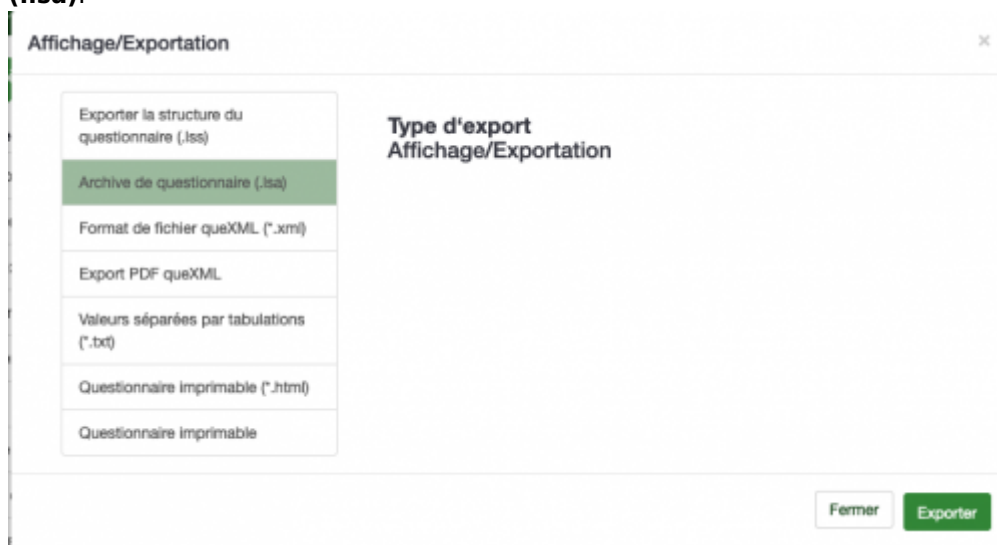 (.lsa).
Affichage/Exportation
×
Exporter la structure du
questionnaire (.lss)
Archive de questionnaire (.lsa)
Format de fichier queXML (*.xml)
Export PDF queXML
Valeurs séparées par tabulations
(*.txt)
Questionnaire imprimable (*.html)
Questionnaire imprimable
Type d'export
Affichage/Exportation
Fermer
Exporter